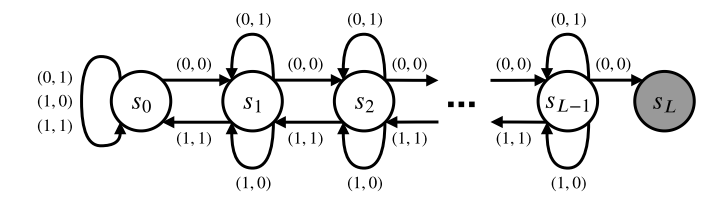 (0, 1) (0, 1) (0, 1)
(0, 0) (0, 0) (0, 0) (0, 0) (0, 0)
(0, 1)
(1, 0)
(1, 1)
s0 s1 s2 ... sL−1 sL
(1, 1) (1, 1) (1, 1) (1, 1)
(1, 0) (1, 0) (1, 0)